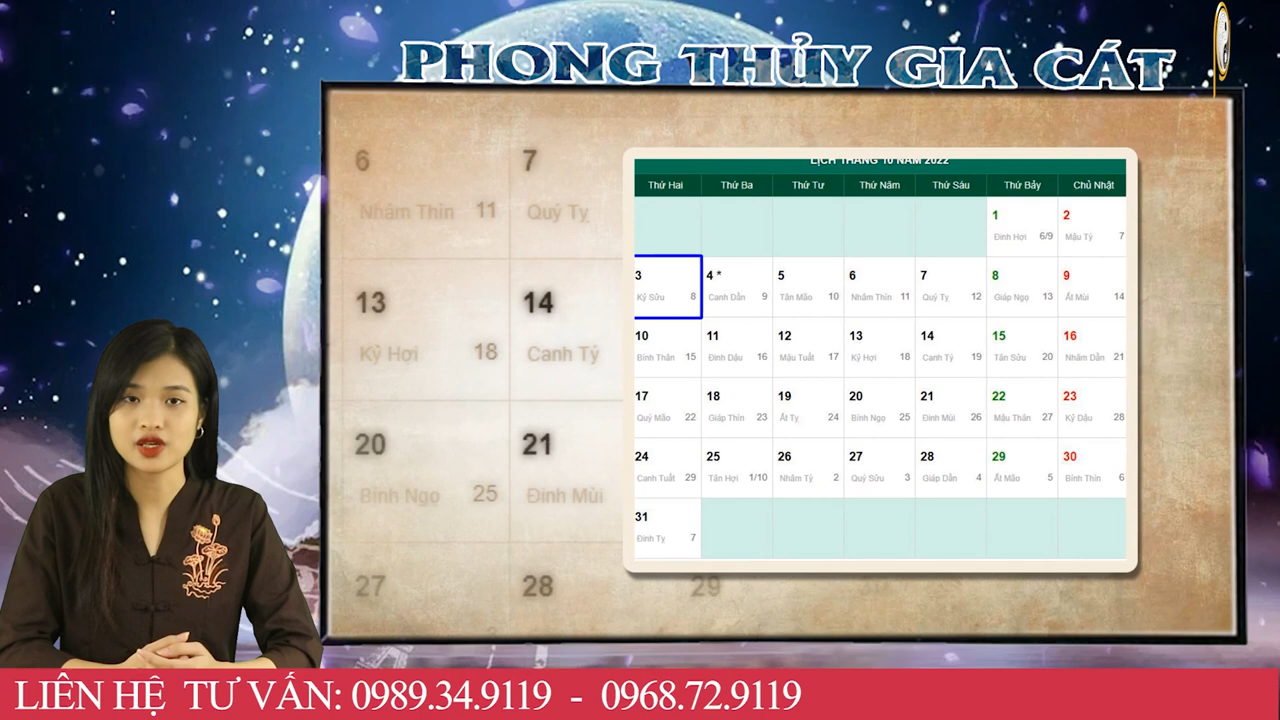 PHONG THỦY GIA CÁT
6 7
Nhâm Thìn 11 Quý Tỵ
13 14
Kỷ Hợi 18 Canh Tý
20 21
Bính Ngọ 25 Đinh Mùi
27 28 29
LỊCH THÁNG 10 NĂM 2022
Thứ Hai Thứ Ba Thứ Tư Thứ Năm Thứ Sáu Thứ Bảy Chủ Nhật
1 2
Đinh Hợi 6/9 Mậu Tý 7
3 4 * 5 6 7 8 9
Kỷ Sửu 8 Canh Dần 9 Tân Mão 10 Nhâm Thìn 11 Quý Tỵ 12 Giáp Ngọ 13 Ất Mùi 14
10 11 12 13 14 15 16
Bính Thân 15 Đinh Dậu 16 Mậu Tuất 17 Kỷ Hợi 18 Canh Tý 19 Tân Sửu 20 Nhâm Dần 21
17 18 19 20 21 22 23
Quý Mão 22 Giáp Thìn 23 Ất Tỵ 24 Bính Ngọ 25 Đinh Mùi 26 Mậu Thân 27 Kỷ Dậu 28
24 25 26 27 28 29 30
Canh Tuất 29 Tân Hợi 1/10 Nhâm Tý 2 Quý Sửu 3 Giáp Dần 4 Ất Mão 5 Bính Thìn 6
31
Đinh Tỵ 7
LIÊN HỆ TƯ VẤN: 0989.34.9119 - 0968.72.9119